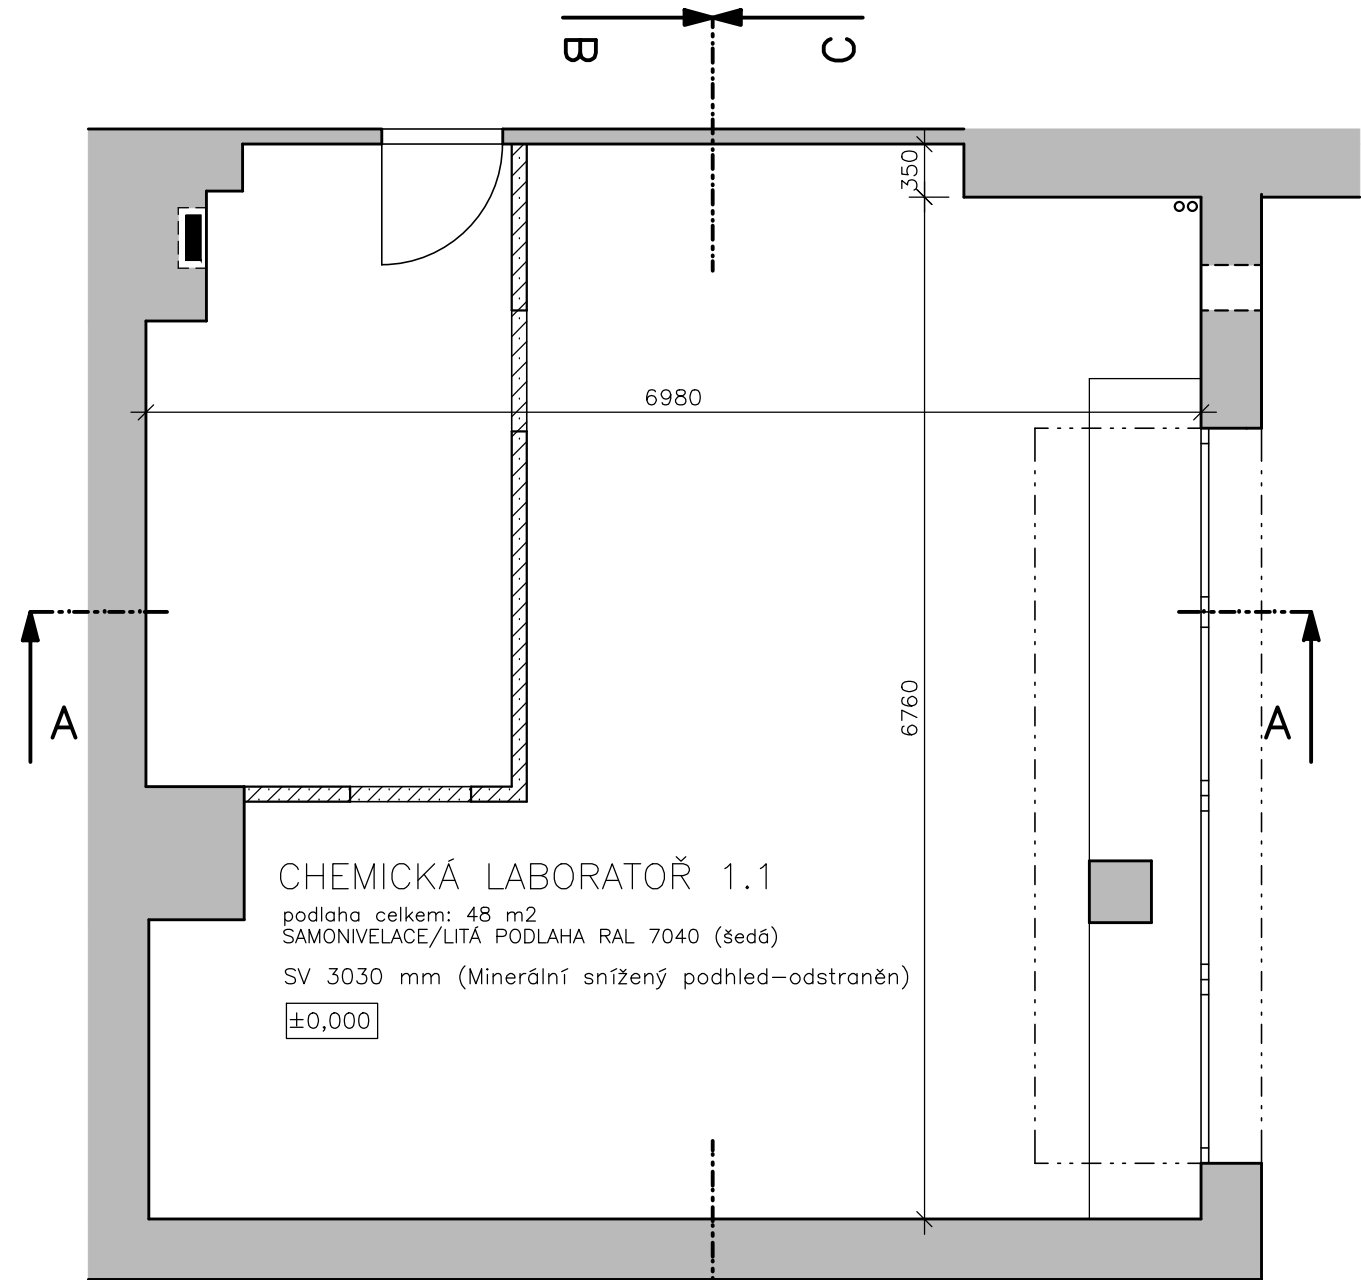 B
C
350
6980
6760
A
A
CHEMICKÁ LABORATOŘ 1.1
podlaha celkem: 48 m2
SAMONIVELACE/LITÁ PODLAHA RAL 7040 (šedá)
SV 3030 mm (Minerální snížený podhled-odstraněn)
±0,000